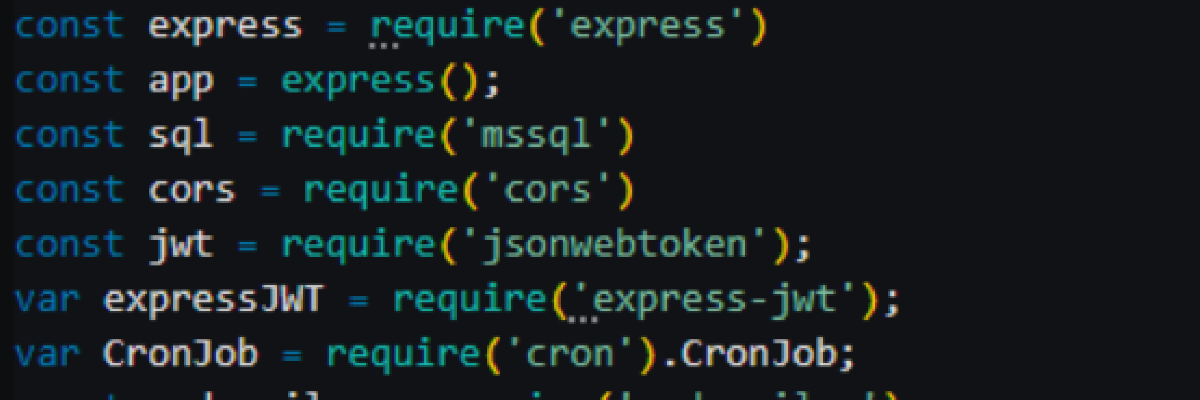 const express = require('express')
const app = express();
const sql = require('mssql')
const cors = require('cors')
const jwt = require('jsonwebtoken');
var expressJWT = require('express-jwt');
var CronJob = require('cron').CronJob;